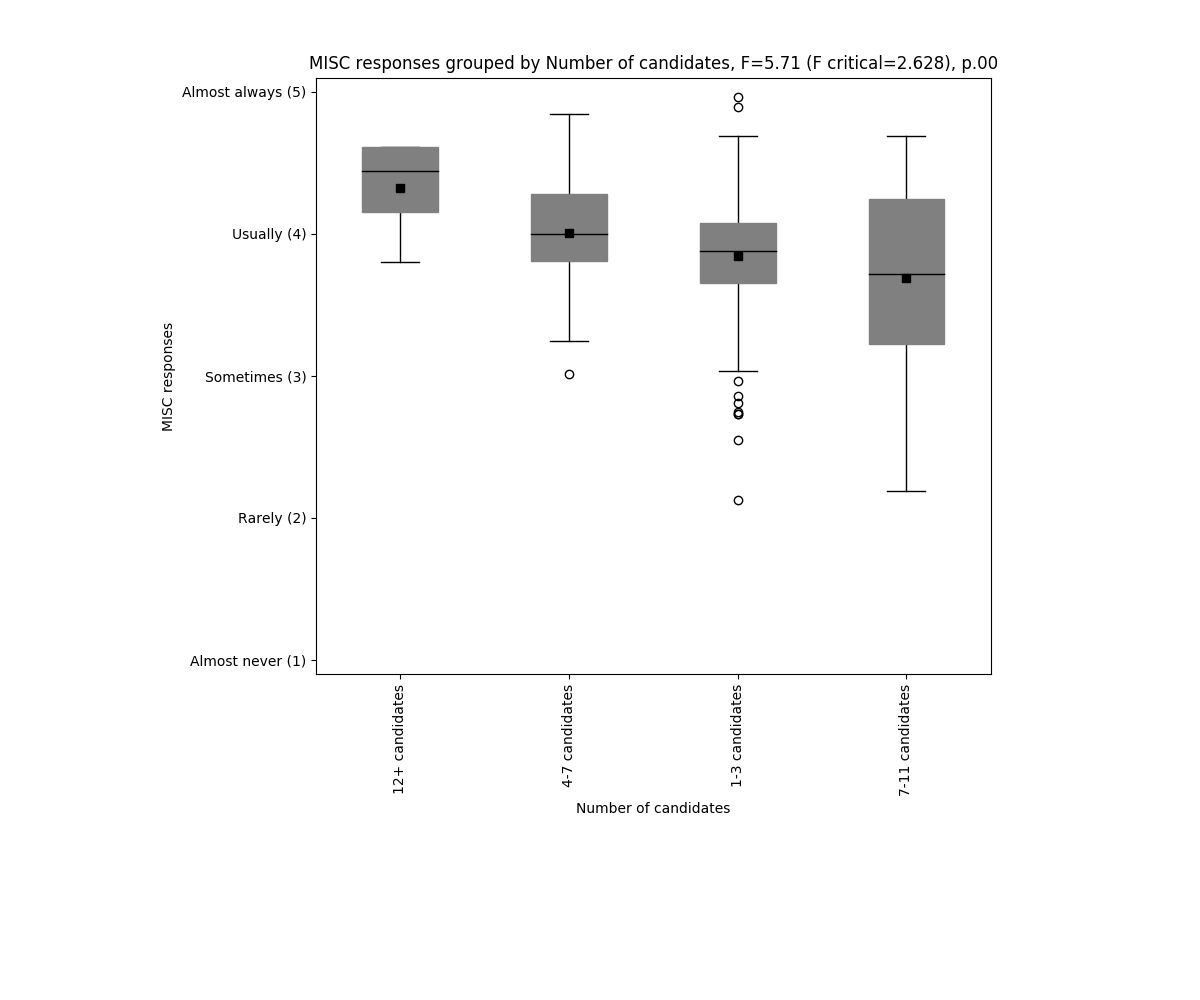 MISC responses grouped by Number of candidates, F=5.71 (F critical=2.628), p.00
Almost always (5)
Usually (4)
Sometimes (3)
Rarely (2)
Almost never (1)
MISC responses
12+ candidates
4-7 candidates
1-3 candidates
7-11 candidates
Number of candidates